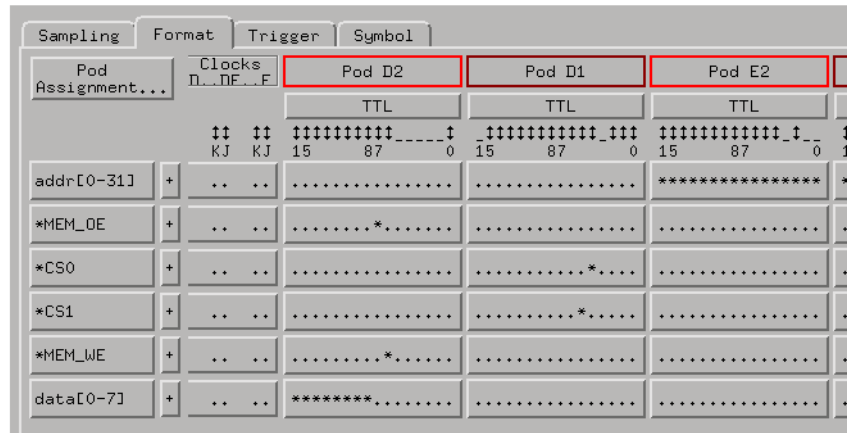 Sampling Format Trigger Symbol
Pod Assignment... Clocks Pod D2 Pod D1 Pod E2
D..DE..E
TTL TTL TTL
↕↕ ↕↕ ↕↕↕↕↕↕↕↕↕↕_____↕ _↕↕↕↕↕↕↕↕↕↕↕_↕↕↕ ↕↕↕↕↕↕↕↕↕↕↕↕_↕__
KJ KJ 15 87 0 15 87 0 15 87 0
addr[0-31] + .. .. ................ ................ ****************
*MEM_OE + .. .. ........*....... ................ ................
*CS0 + .. .. ................ ...........*.... ................
*CS1 + .. .. ................ ..........*..... ................
*MEM_WE + .. .. .........*...... ................ ................
data[0-7] + .. .. ********........ ................ ................